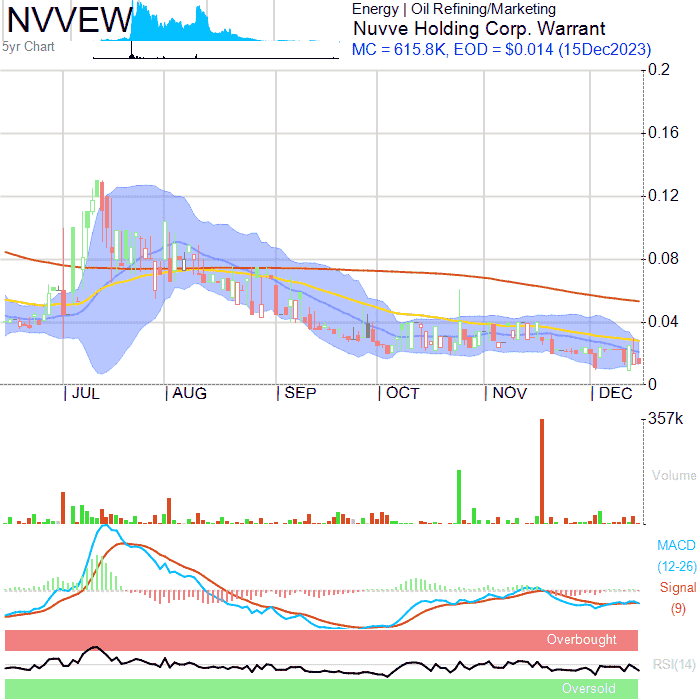 NVVEW
5yr Chart
Energy | Oil Refining/Marketing
Nuvve Holding Corp. Warrant
MC = 615.8K, EOD = $0.014 (15Dec2023)
0.2
0.16
0.12
0.08
0.04
0
JUL AUG SEP OCT NOV DEC
357k
Volume
MACD
(12-26)
Signal
(9)
Overbought
RSI(14)
Oversold